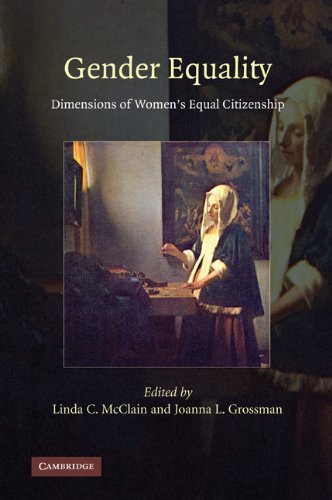 Gender Equality
Dimensions of Women's Equal Citizenship
Edited by
Linda C. McClain and Joanna L. Grossman
CAMBRIDGE